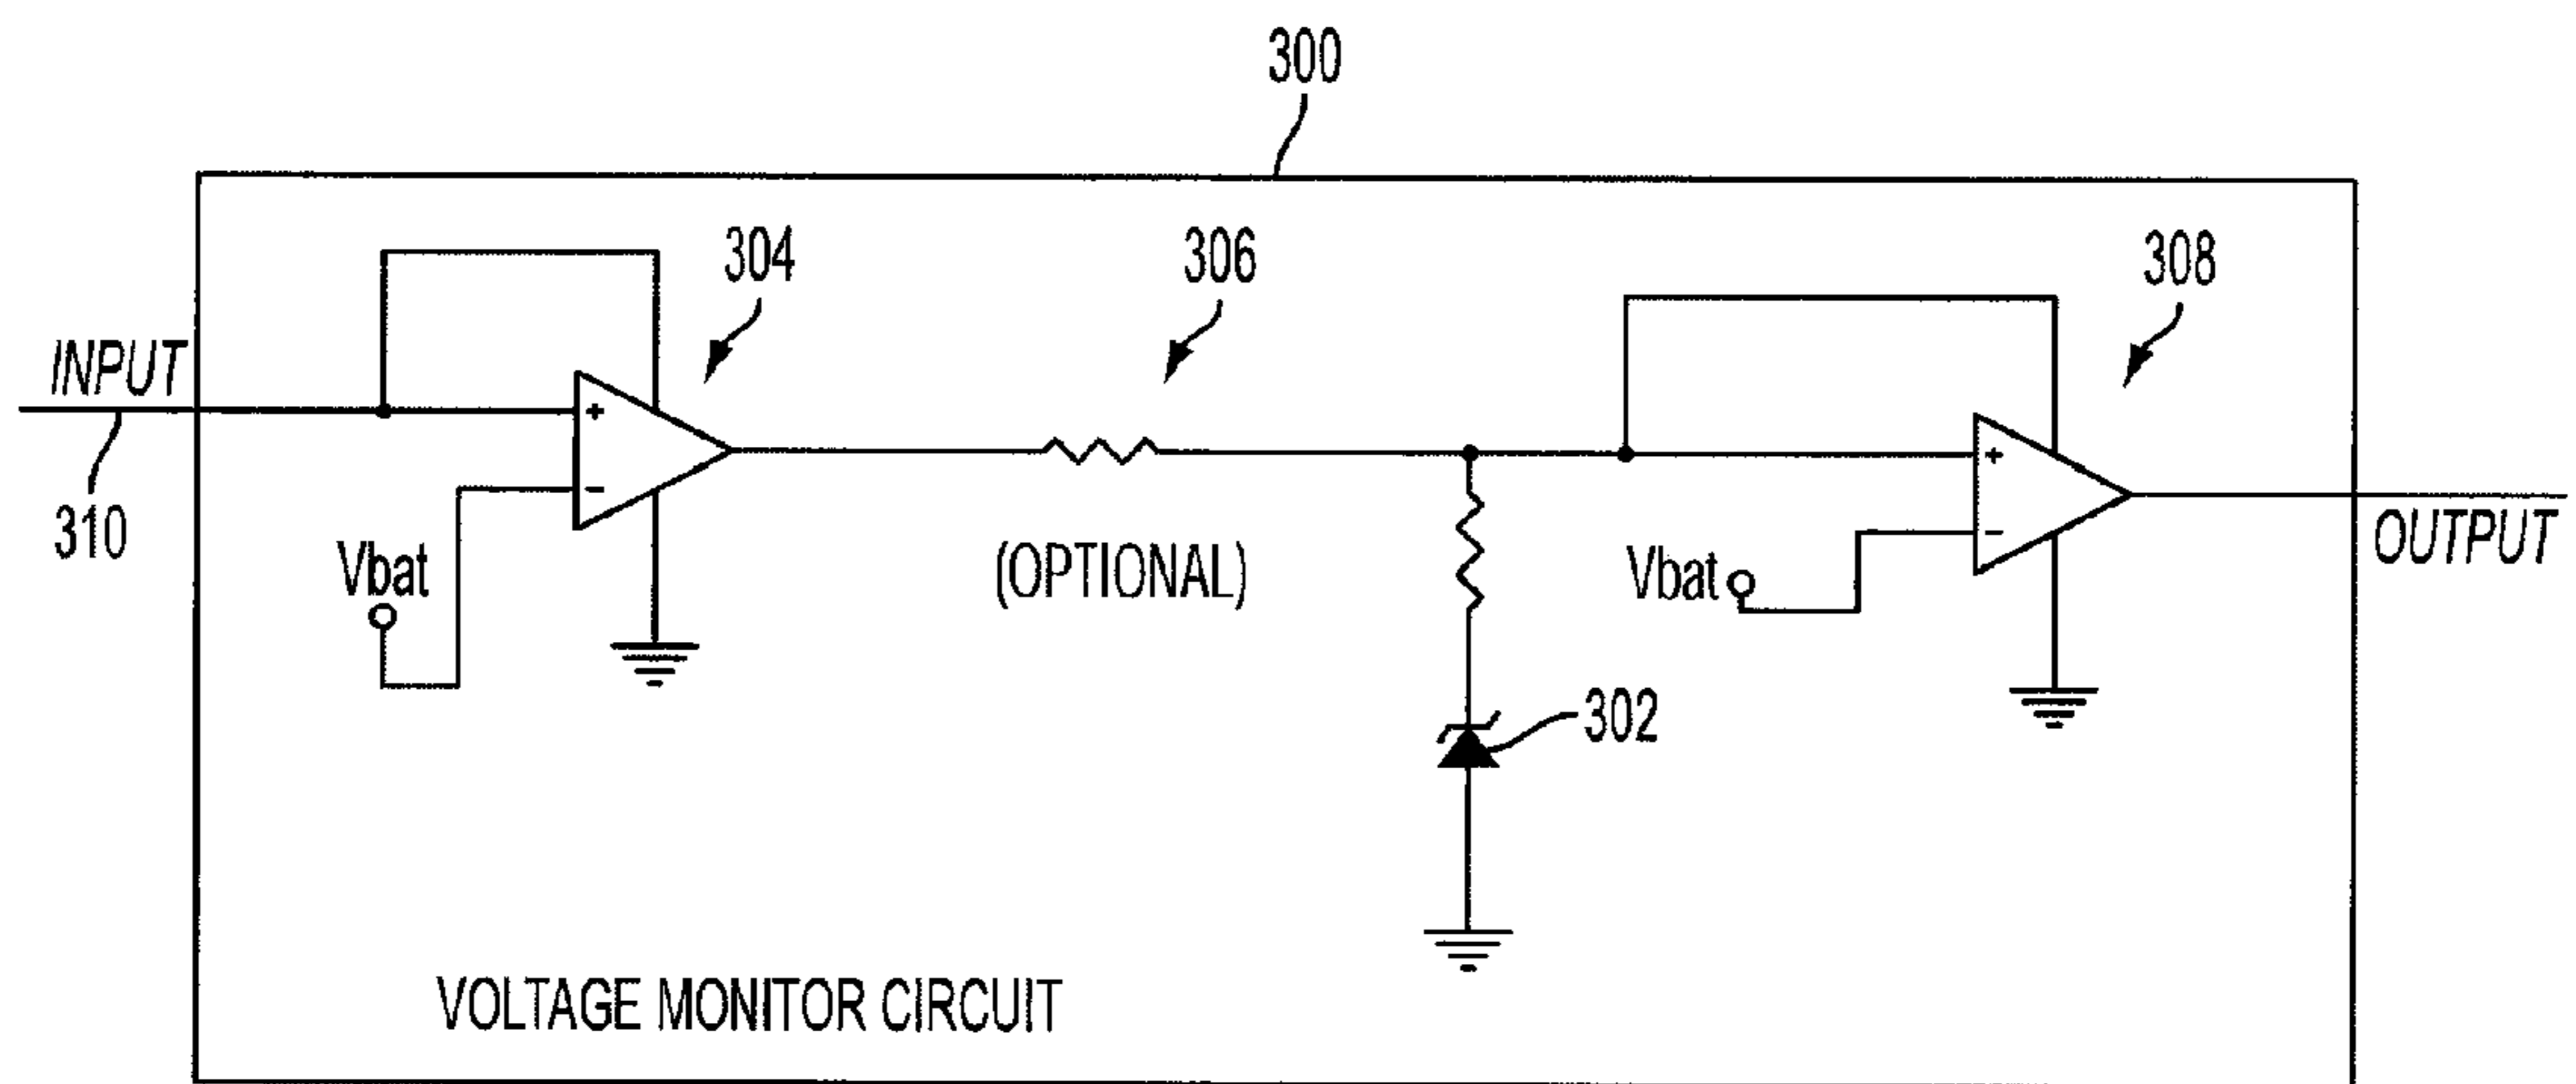 300
304
306
308
INPUT
310
Vbat
+
-
(OPTIONAL)
Vbat
+
-
OUTPUT
302
VOLTAGE MONITOR CIRCUIT